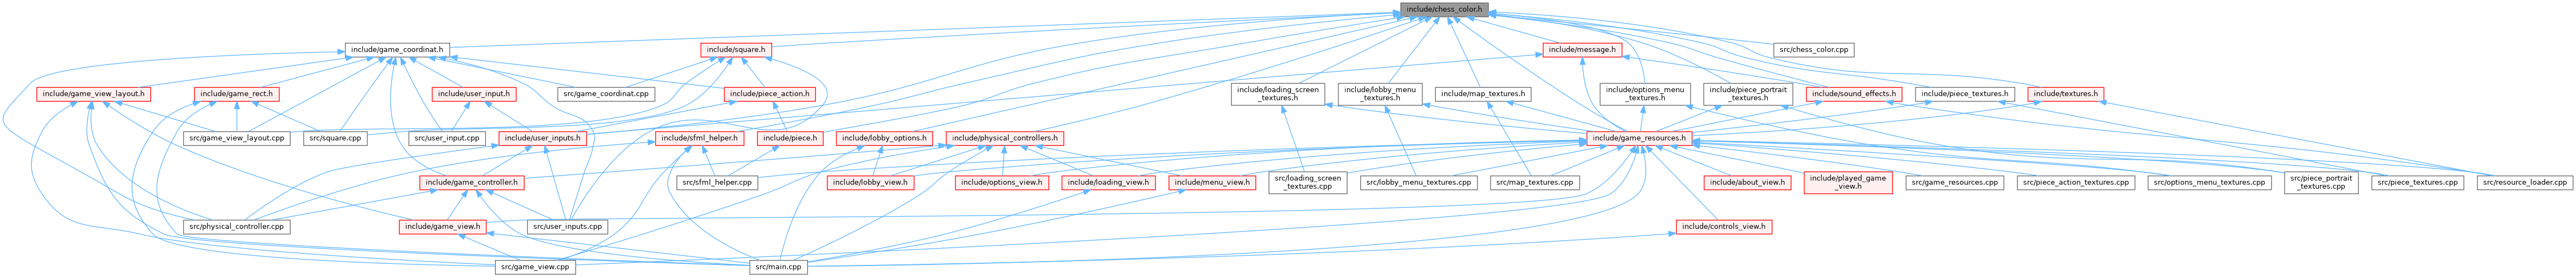 include/chess_color.h
include/game_coordinat.h
include/square.h
include/message.h
src/chess_color.cpp
include/game_view_layout.h
include/game_rect.h
include/user_input.h
src/game_coordinat.cpp
include/piece_action.h
include/loading_screen
_textures.h
include/lobby_menu
_textures.h
include/map_textures.h
include/options_menu
_textures.h
include/piece_portrait
_textures.h
include/sound_effects.h
include/piece_textures.h
include/textures.h
src/game_view_layout.cpp
src/square.cpp
src/user_input.cpp
include/user_inputs.h
include/sfml_helper.h
include/piece.h
include/lobby_options.h
include/physical_controllers.h
include/game_resources.h
include/game_controller.h
src/sfml_helper.cpp
include/lobby_view.h
include/options_view.h
include/loading_view.h
include/menu_view.h
src/loading_screen
_textures.cpp
src/lobby_menu_textures.cpp
src/map_textures.cpp
include/about_view.h
include/played_game
_view.h
src/game_resources.cpp
src/piece_action_textures.cpp
src/options_menu_textures.cpp
src/piece_portrait
_textures.cpp
src/piece_textures.cpp
src/resource_loader.cpp
src/physical_controller.cpp
include/game_view.h
src/user_inputs.cpp
include/controls_view.h
src/game_view.cpp
src/main.cpp